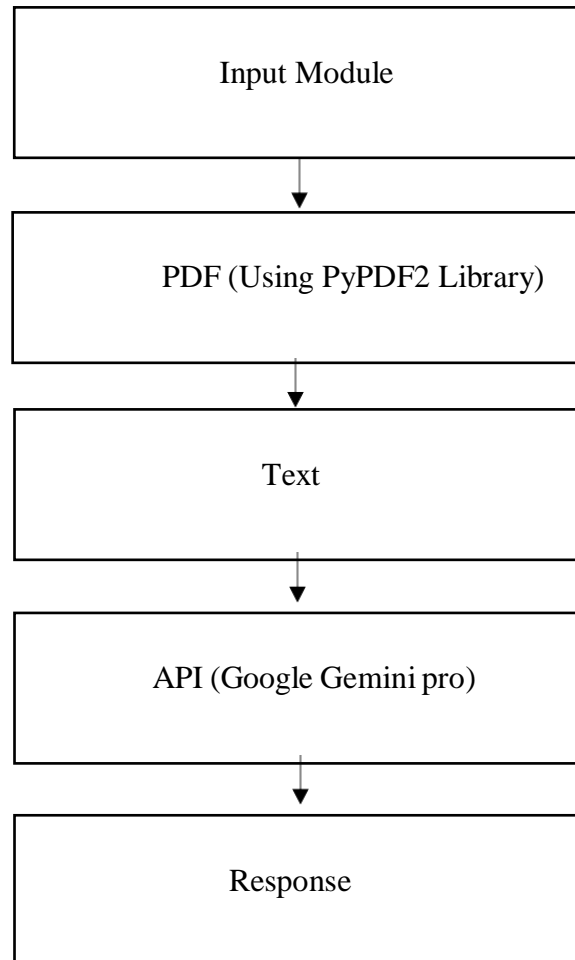 Input Module
PDF (Using PyPDF2 Library)
Text
API (Google Gemini pro)
Response